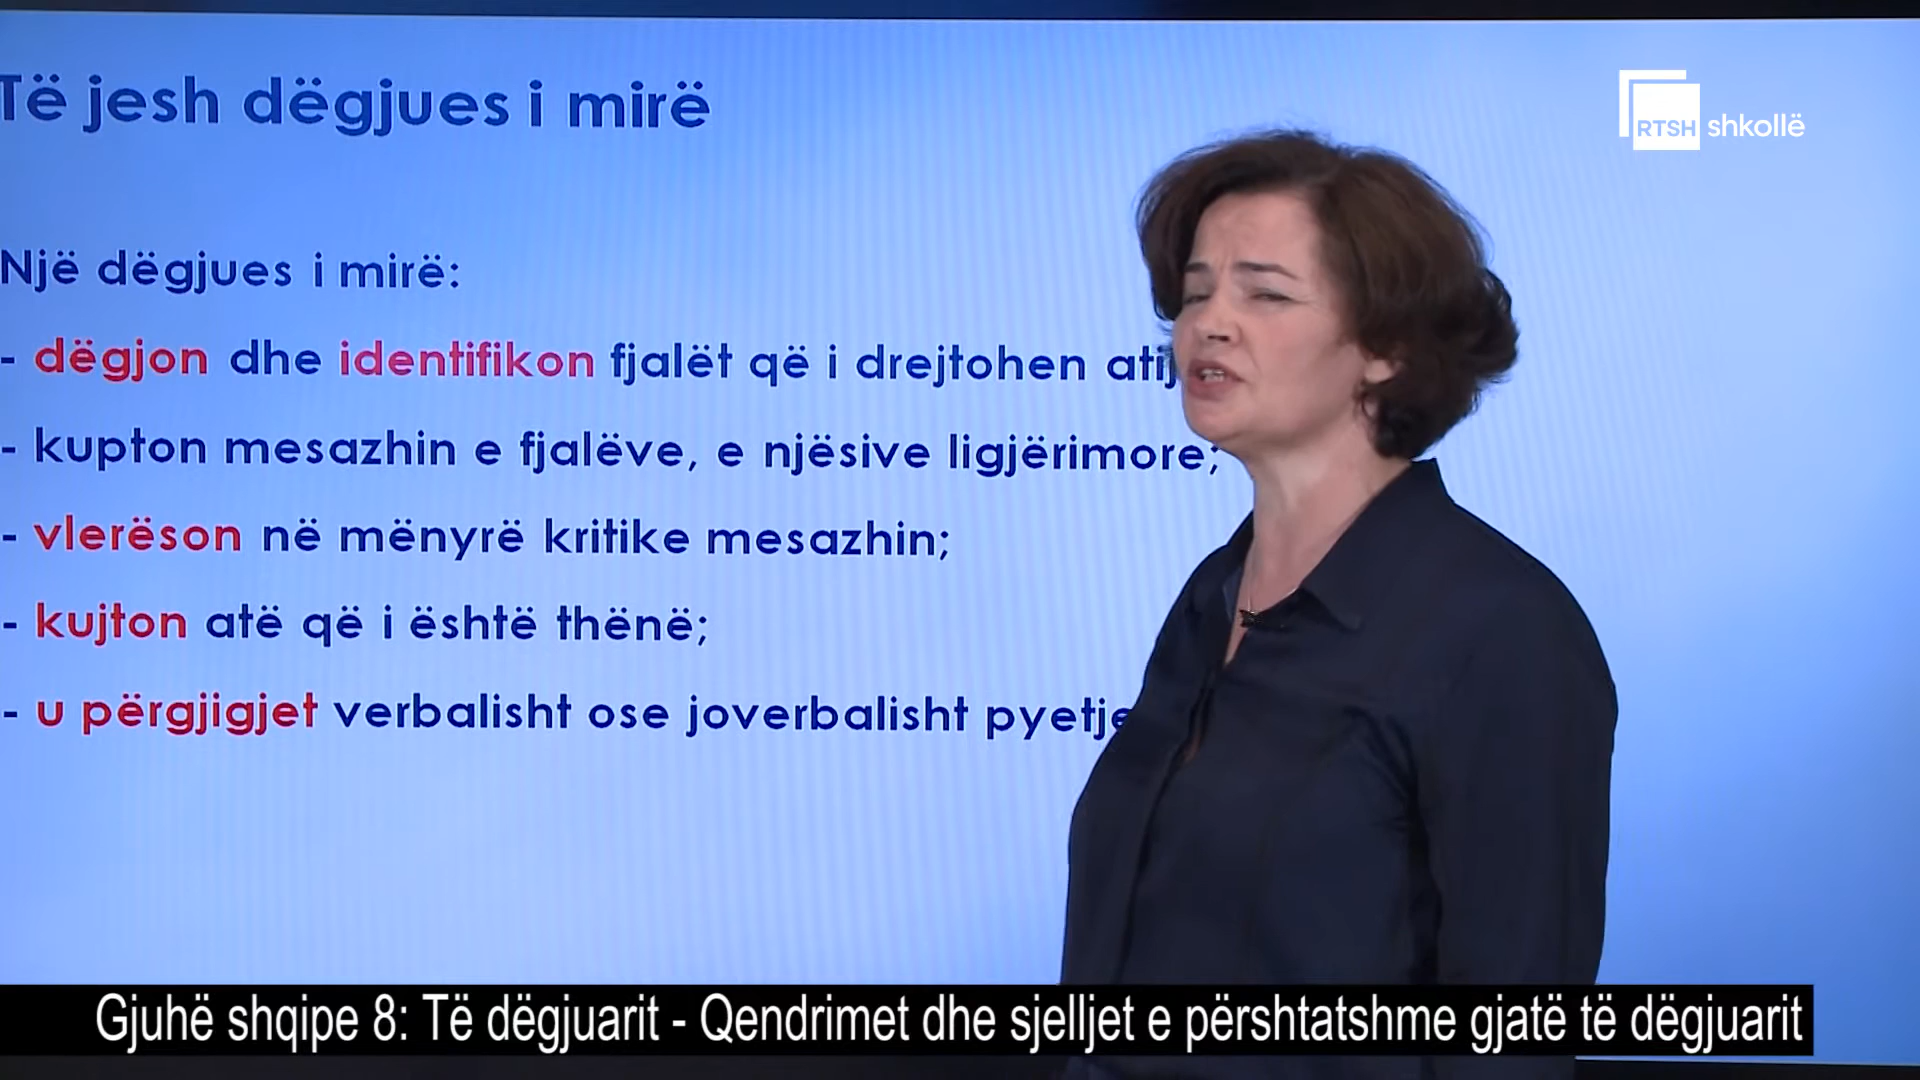 Të jesh dëgjues i mirë
RTSH shkollë
Një dëgjues i mirë:
- dëgjon dhe identifikon fjalët që i drejtohen
- kupton mesazhin e fjalëve, e njësive ligjërimore;
- vlerëson në mënyrë kritike mesazhin;
- kujton atë që i është thënë;
- u përgjigjet verbalisht ose joverbalisht
Gjuhë shqipe 8: Të dëgjuarit - Qendrimet dhe sjelljet e përshtatshme gjatë të dëgjuarit